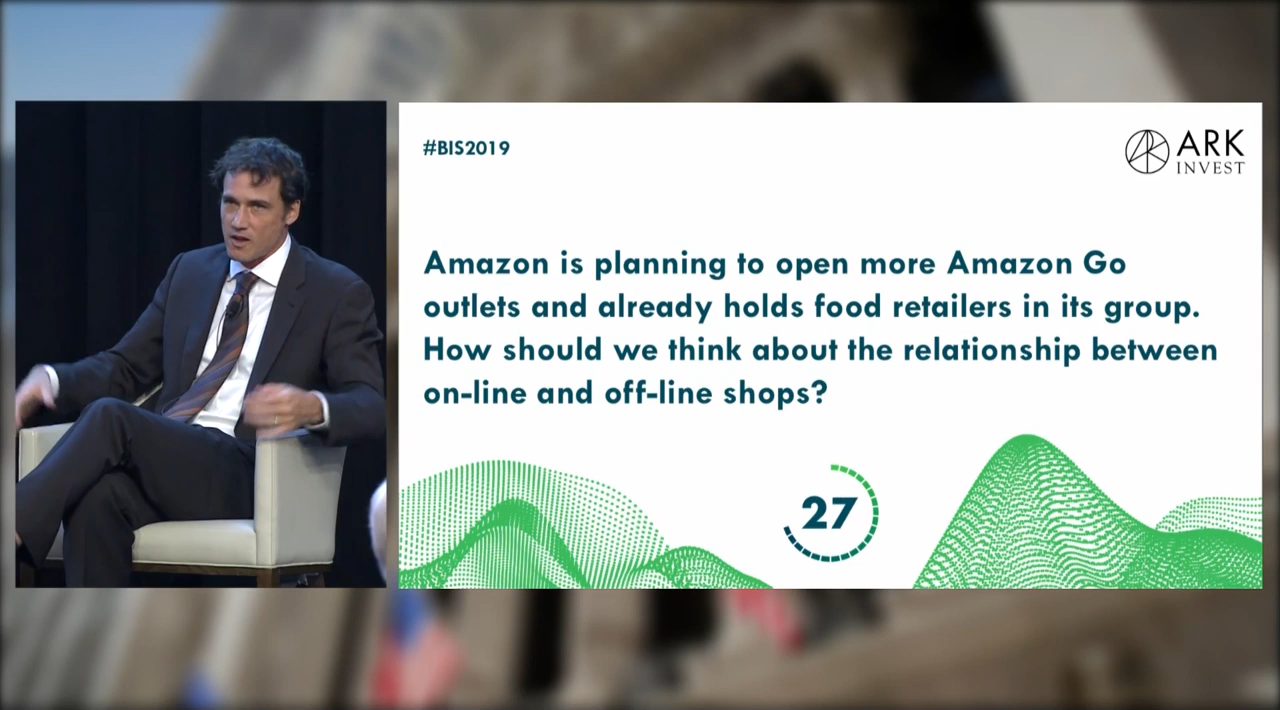 #BIS2019
ARK
INVEST
Amazon is planning to open more Amazon Go
outlets and already holds food retailers in its group.
How should we think about the relationship between
on-line and off-line shops?
27